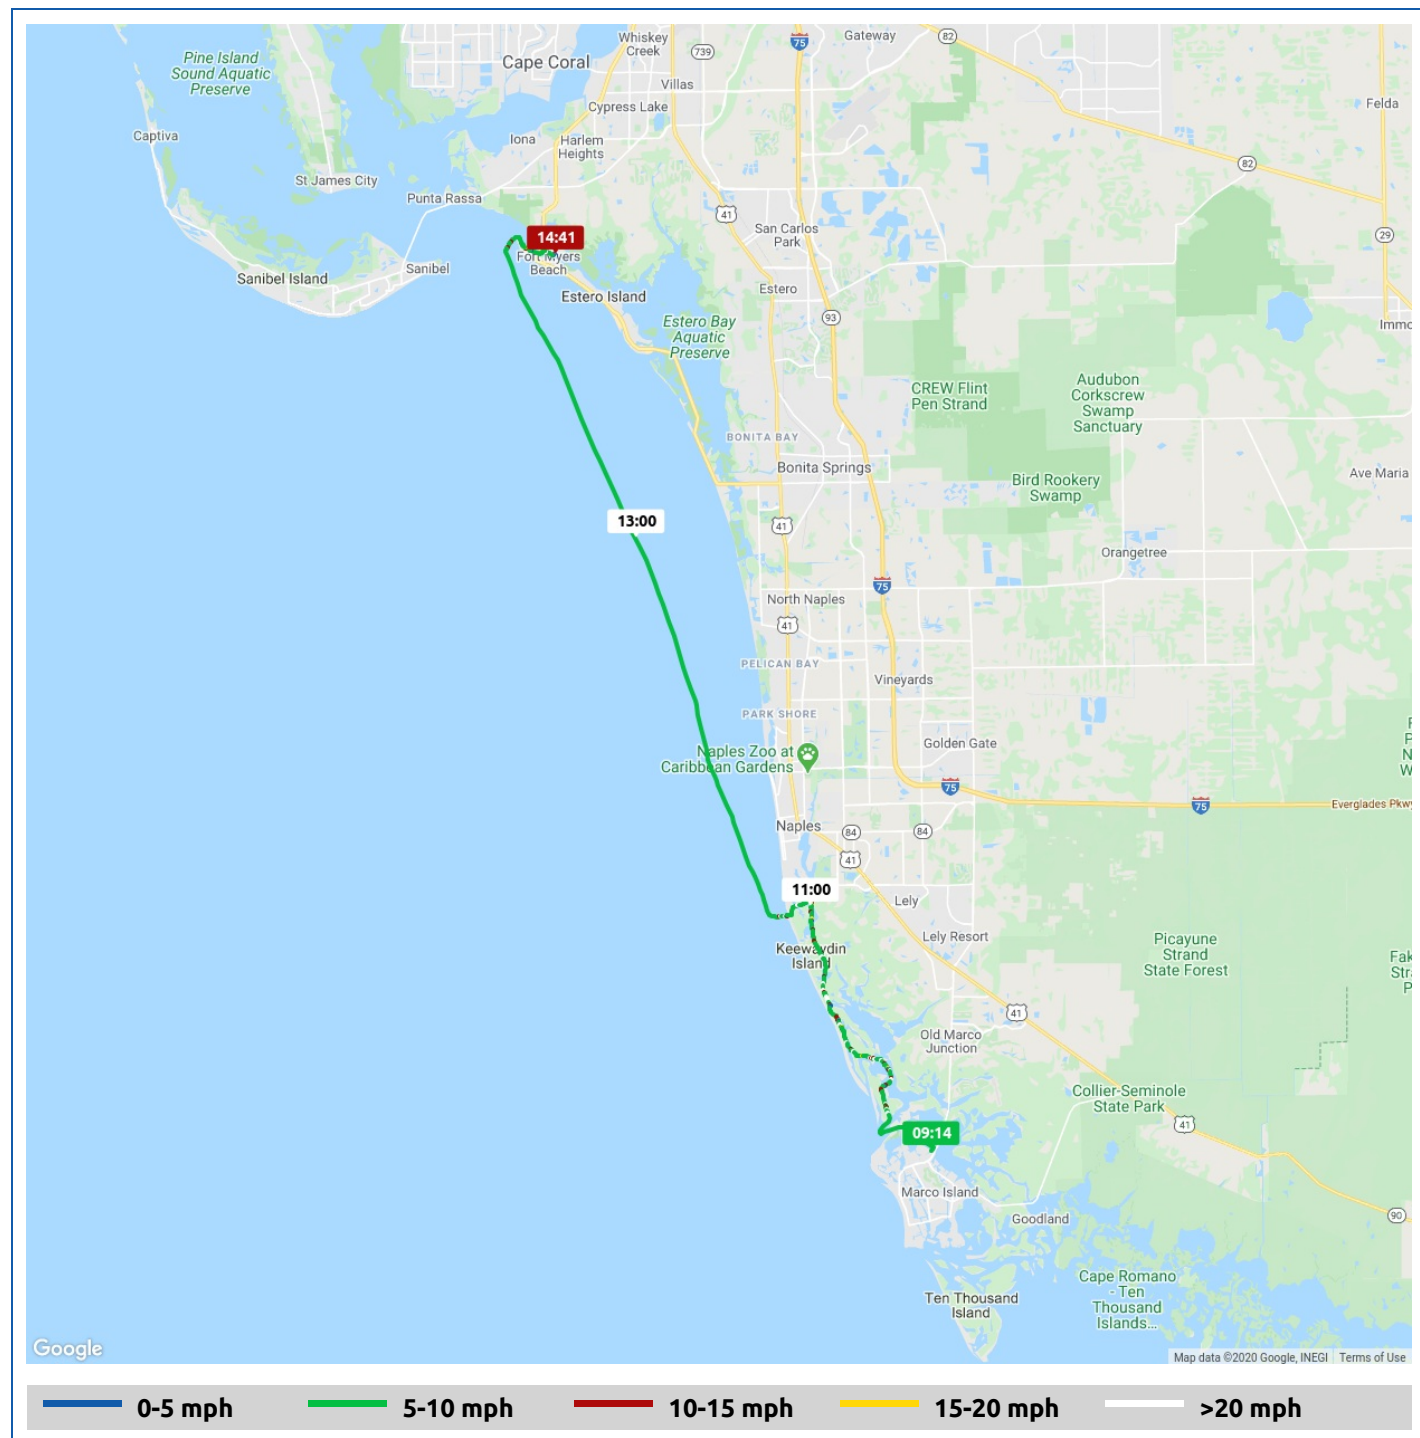 Whiskey
Creek
739
75
Gateway
82
Pine Island
Sound Aquatic
Preserve
Cape Coral
Villas
Cypress Lake
Felda
Captiva
Iona
Harlem
Heights
82
St James City
Punta Rassa
41
San Carlos
Park
29
14:41
Fort Myers
Beach
Sanibel
Sanibel Island
Estero Island
Estero
Estero Bay
Aquatic
Preserve
93
Immo
CREW Flint
Pen Strand
Audubon
Corkscrew
Swamp
Sanctuary
BONITA BAY
Bonita Springs
Ave Maria
Bird Rookery
Swamp
13:00
41
Orangetree
75
North Naples
41
PELICAN BAY
Vineyards
PARK SHORE
Naples Zoo at
Caribbean Gardens
Golden Gate
75
75
Everglades Pkwy
Naples
84
84
41
11:00
Lely
Lely Resort
Keewaydin
Island
Picayune
Strand
State Forest
Fak
Str
P
41
Old Marco
Junction
Collier-Seminole
State Park
41
09:14
Marco Island
Goodland
90
Cape Romano
- Ten
Thousand
Islands...
Ten Thousand
Island
Google
Map data ©2020 Google, INEGI
Terms of Use
0-5 mph
5-10 mph
10-15 mph
15-20 mph
>20 mph